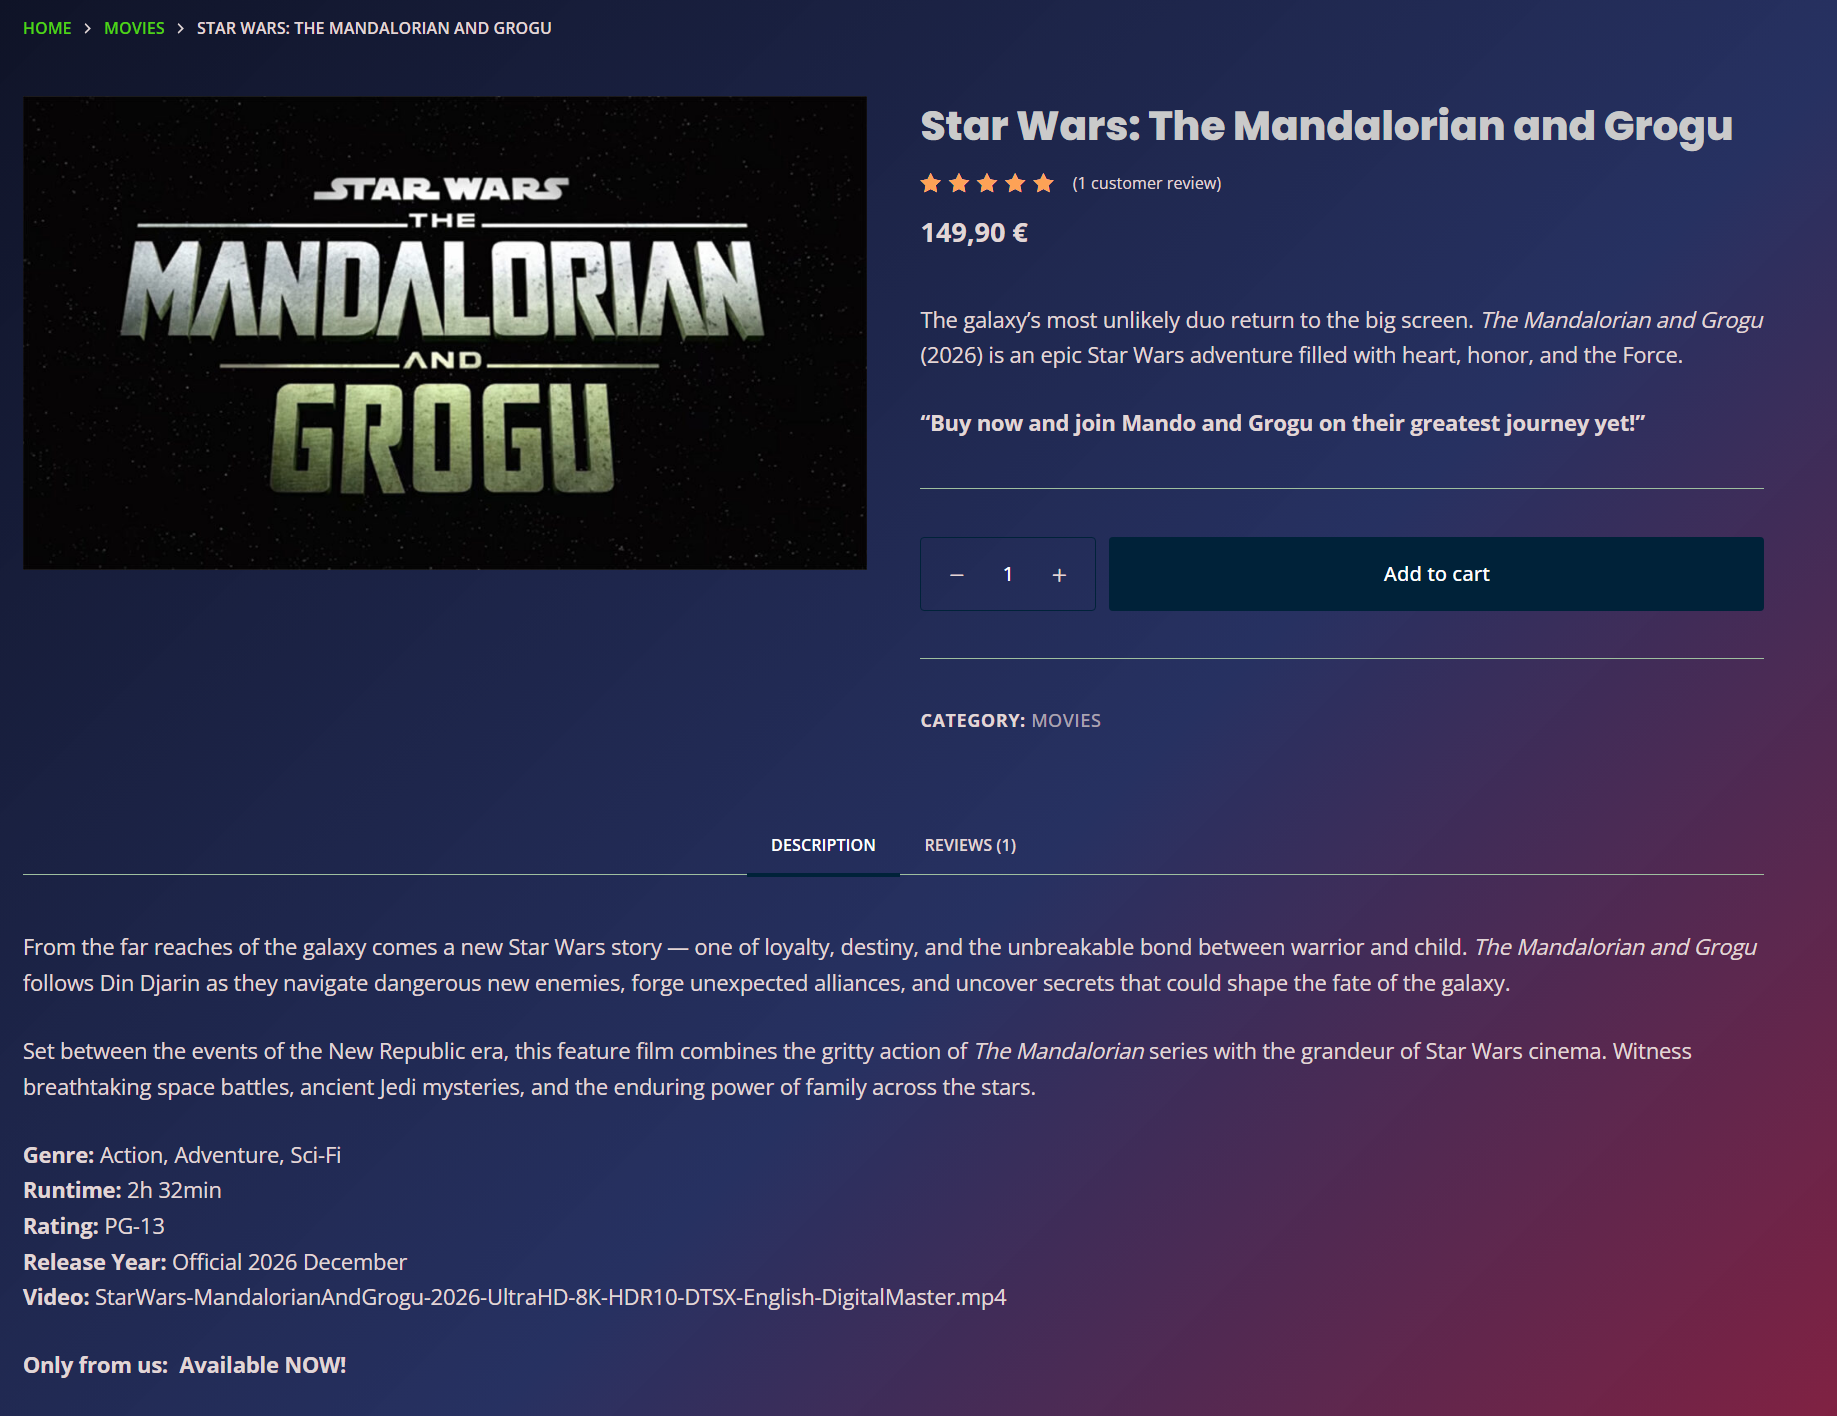 HOME > MOVIES > STAR WARS: THE MANDALORIAN AND GROGU
STAR WARS
THE
MANDALORIAN
AND
GROGU
Star Wars: The Mandalorian and Grogu
(1 customer review)
149,90 €
The galaxy’s most unlikely duo return to the big screen. The Mandalorian and Grogu
(2026) is an epic Star Wars adventure filled with heart, honor, and the Force.
“Buy now and join Mando and Grogu on their greatest journey yet!”
− 1 +
Add to cart
CATEGORY: MOVIES
DESCRIPTION
REVIEWS (1)
From the far reaches of the galaxy comes a new Star Wars story — one of loyalty, destiny, and the unbreakable bond between warrior and child. The Mandalorian and Grogu
follows Din Djarin as they navigate dangerous new enemies, forge unexpected alliances, and uncover secrets that could shape the fate of the galaxy.
Set between the events of the New Republic era, this feature film combines the gritty action of The Mandalorian series with the grandeur of Star Wars cinema. Witness
breathtaking space battles, ancient Jedi mysteries, and the enduring power of family across the stars.
Genre: Action, Adventure, Sci-Fi
Runtime: 2h 32min
Rating: PG-13
Release Year: Official 2026 December
Video: StarWars-MandalorianAndGrogu-2026-UltraHD-8K-HDR10-DTSX-English-DigitalMaster.mp4
Only from us:  Available NOW!